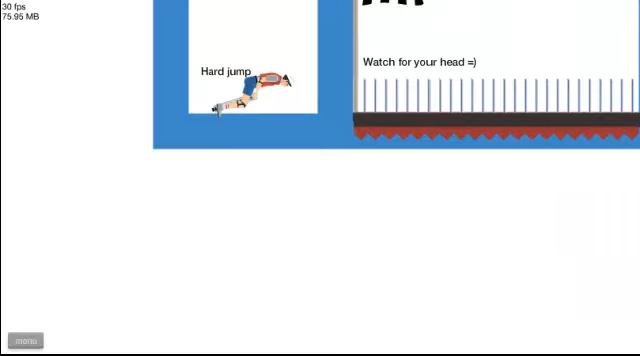 30 fps
75.95 MB
Watch for your head =)
Hard jump
menu